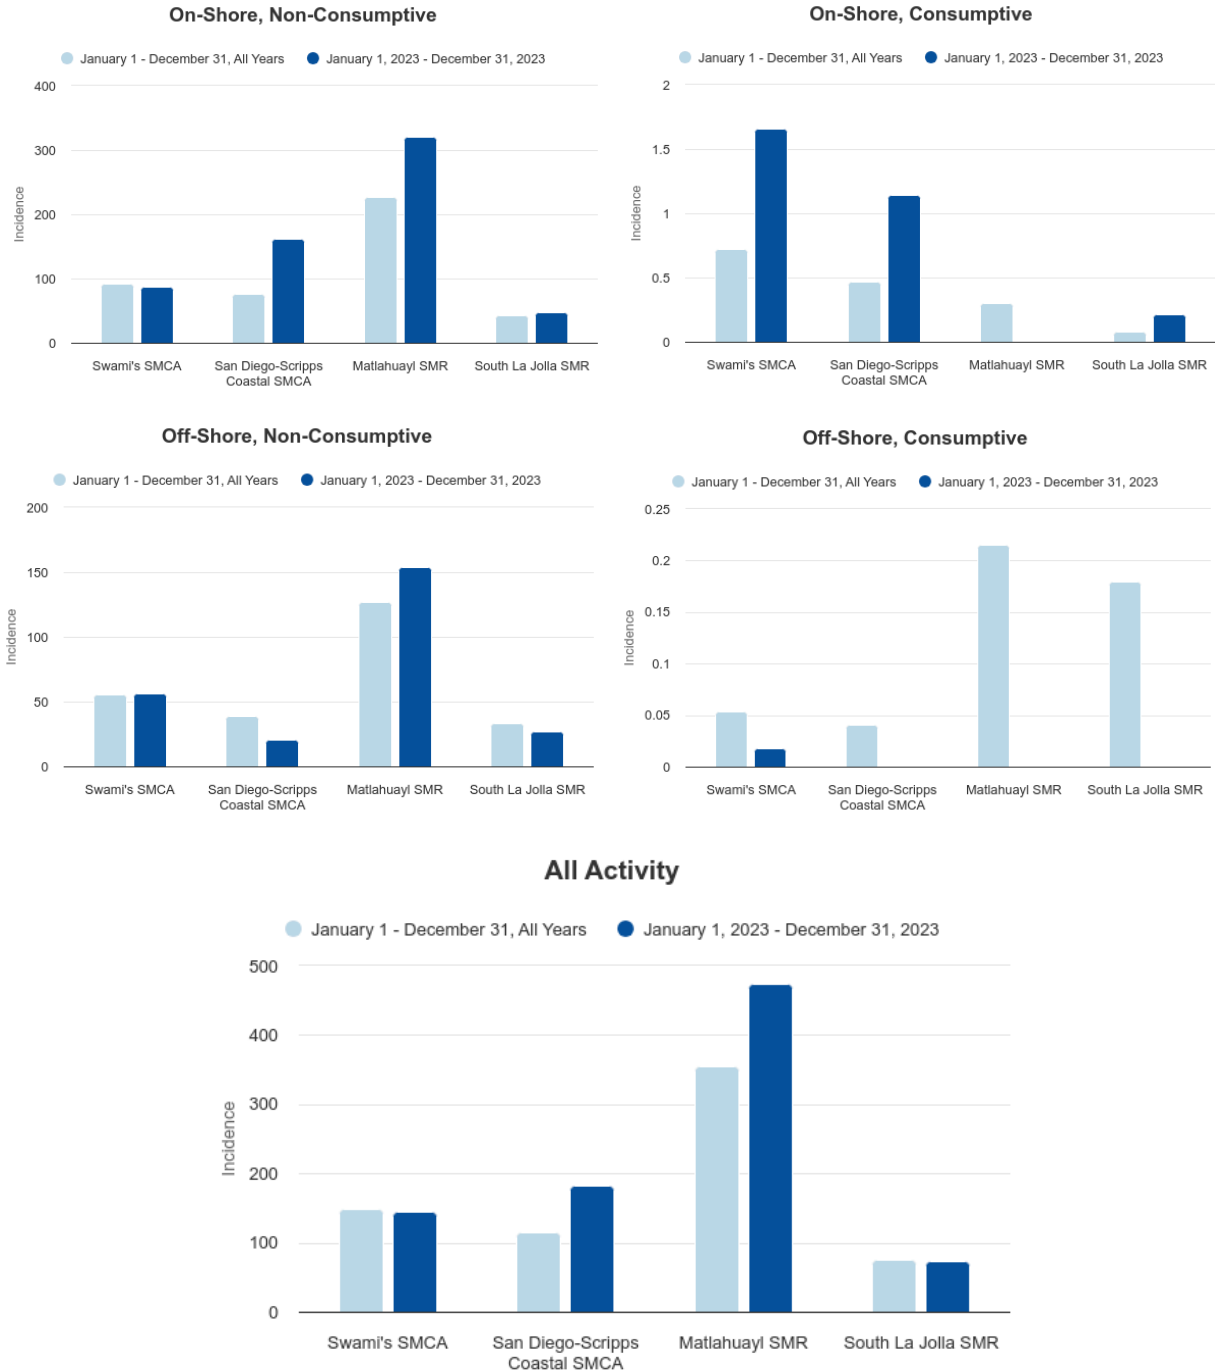 On-Shore, Non-Consumptive
January 1 - December 31, All Years
January 1, 2023 - December 31, 2023
400
300
200
100
0
Incidence
Swami's SMCA
San Diego-Scripps
Coastal SMCA
Matlahuayl SMR
South La Jolla SMR
On-Shore, Consumptive
January 1 - December 31, All Years
January 1, 2023 - December 31, 2023
2
1.5
1
0.5
0
Incidence
Swami's SMCA
San Diego-Scripps
Coastal SMCA
Matlahuayl SMR
South La Jolla SMR
Off-Shore, Non-Consumptive
January 1 - December 31, All Years
January 1, 2023 - December 31, 2023
200
150
100
50
0
Incidence
Swami's SMCA
San Diego-Scripps
Coastal SMCA
Matlahuayl SMR
South La Jolla SMR
Off-Shore, Consumptive
January 1 - December 31, All Years
January 1, 2023 - December 31, 2023
0.25
0.2
0.15
0.1
0.05
0
Incidence
Swami's SMCA
San Diego-Scripps
Coastal SMCA
Matlahuayl SMR
South La Jolla SMR
All Activity
January 1 - December 31, All Years
January 1, 2023 - December 31, 2023
500
400
300
200
100
0
Incidence
Swami's SMCA
San Diego-Scripps
Coastal SMCA
Matlahuayl SMR
South La Jolla SMR